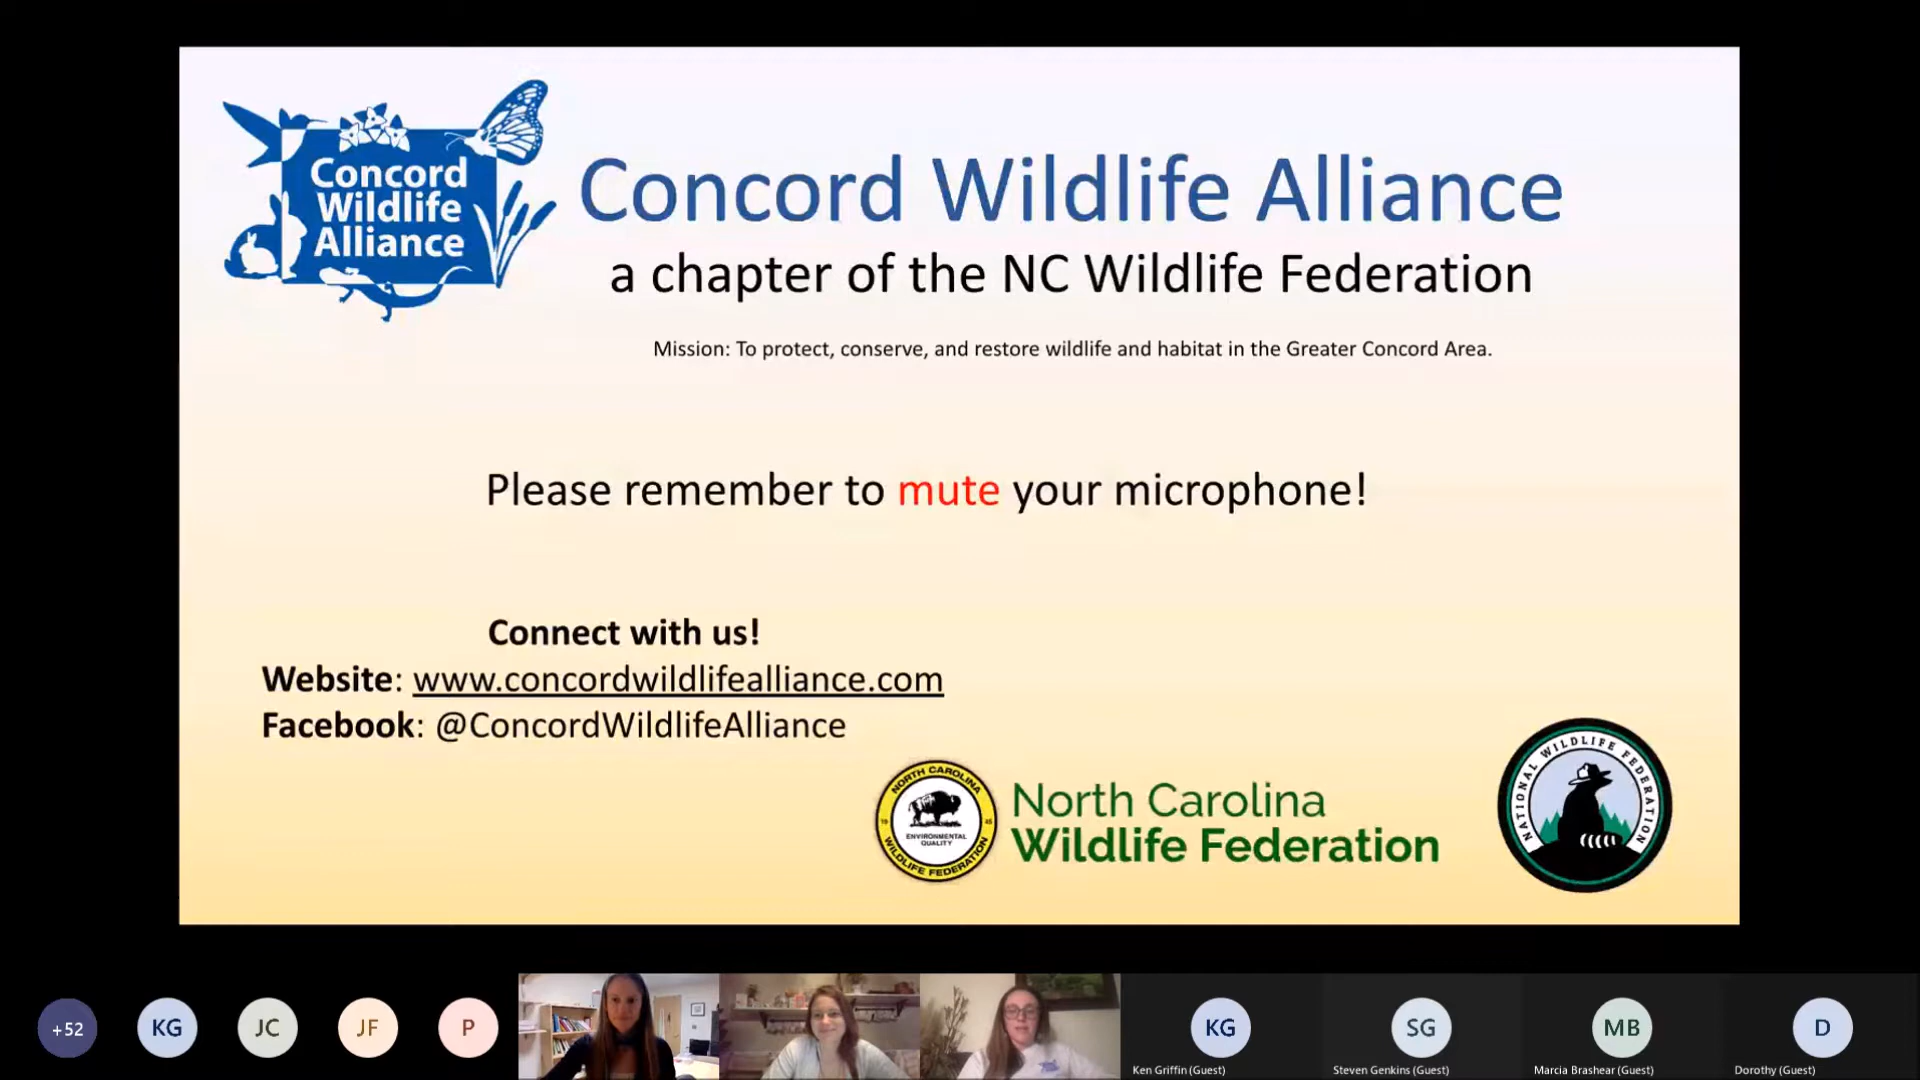 Concord
Wildlife
Alliance
Concord Wildlife Alliance
a chapter of the NC Wildlife Federation
Mission: To protect, conserve, and restore wildlife and habitat in the Greater Concord Area.
Please remember to mute your microphone!
Connect with us!
Website: www.concordwildlifealliance.com
Facebook: @ConcordWildlifeAlliance
NORTH CAROLINA
19 45
ENVIRONMENTAL
QUALITY
WILDLIFE FEDERATION
North Carolina
Wildlife Federation
NATIONAL WILDLIFE FEDERATION
+52
KG
JC
JF
P
KG
SG
MB
D
Ken Griffin (Guest)
Steven Genkins (Guest)
Marcia Brashear (Guest)
Dorothy (Guest)